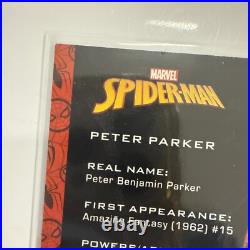 MARVEL
SPIDER-MAN
PETER PARKER
REAL NAME:
Peter Benjamin Parker
FIRST APPEARANCE:
Amazing Fantasy (1962) #15